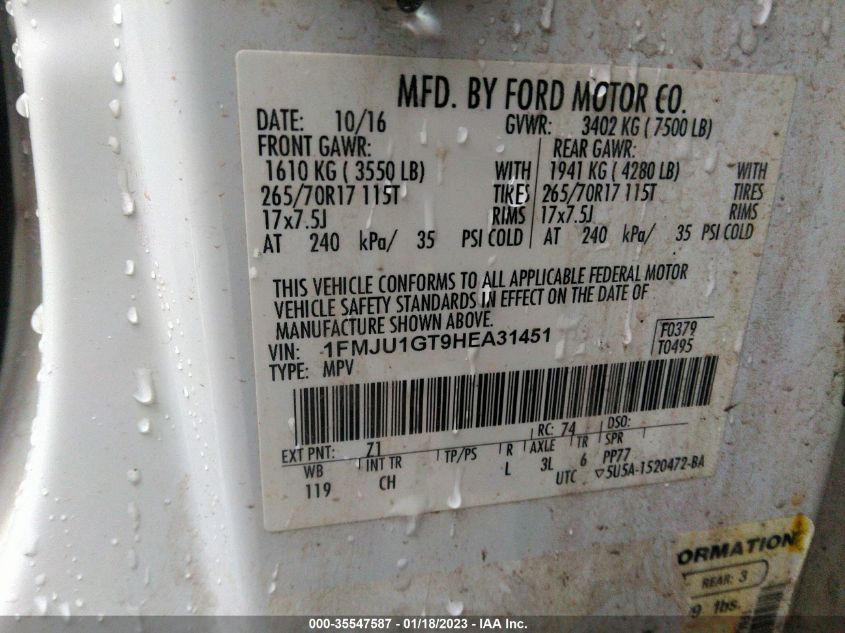 MFD. BY FORD MOTOR CO.
DATE: 10/16 GVWR: 3402 KG ( 7500 LB)
FRONT GAWR: REAR GAWR:
1610 KG ( 3550 LB) WITH 1941 KG ( 4280 LB) WITH
265/70R17 115T TIRES 265/70R17 115T TIRES
17x7.5J RIMS 17x7.5J RIMS
AT 240 kPa/ 35 PSI COLD AT 240 kPa/ 35 PSI COLD
THIS VEHICLE CONFORMS TO ALL APPLICABLE FEDERAL MOTOR
VEHICLE SAFETY STANDARDS IN EFFECT ON THE DATE OF
MANUFACTURE SHOWN ABOVE.
VIN: 1FMJU1GT9HEA31451 F0379
TYPE: MPV T0495
EXT PNT: Z1 RC: 74 DSO:
WB INT TR TP/PS R AXLE TR SPR
119 CH L 3L 6 PP77
UTC ▽5U5A-1520472-BA
ORMATION
REAR: 3
9 lbs.
000-35547587 - 01/18/2023 - IAA Inc.